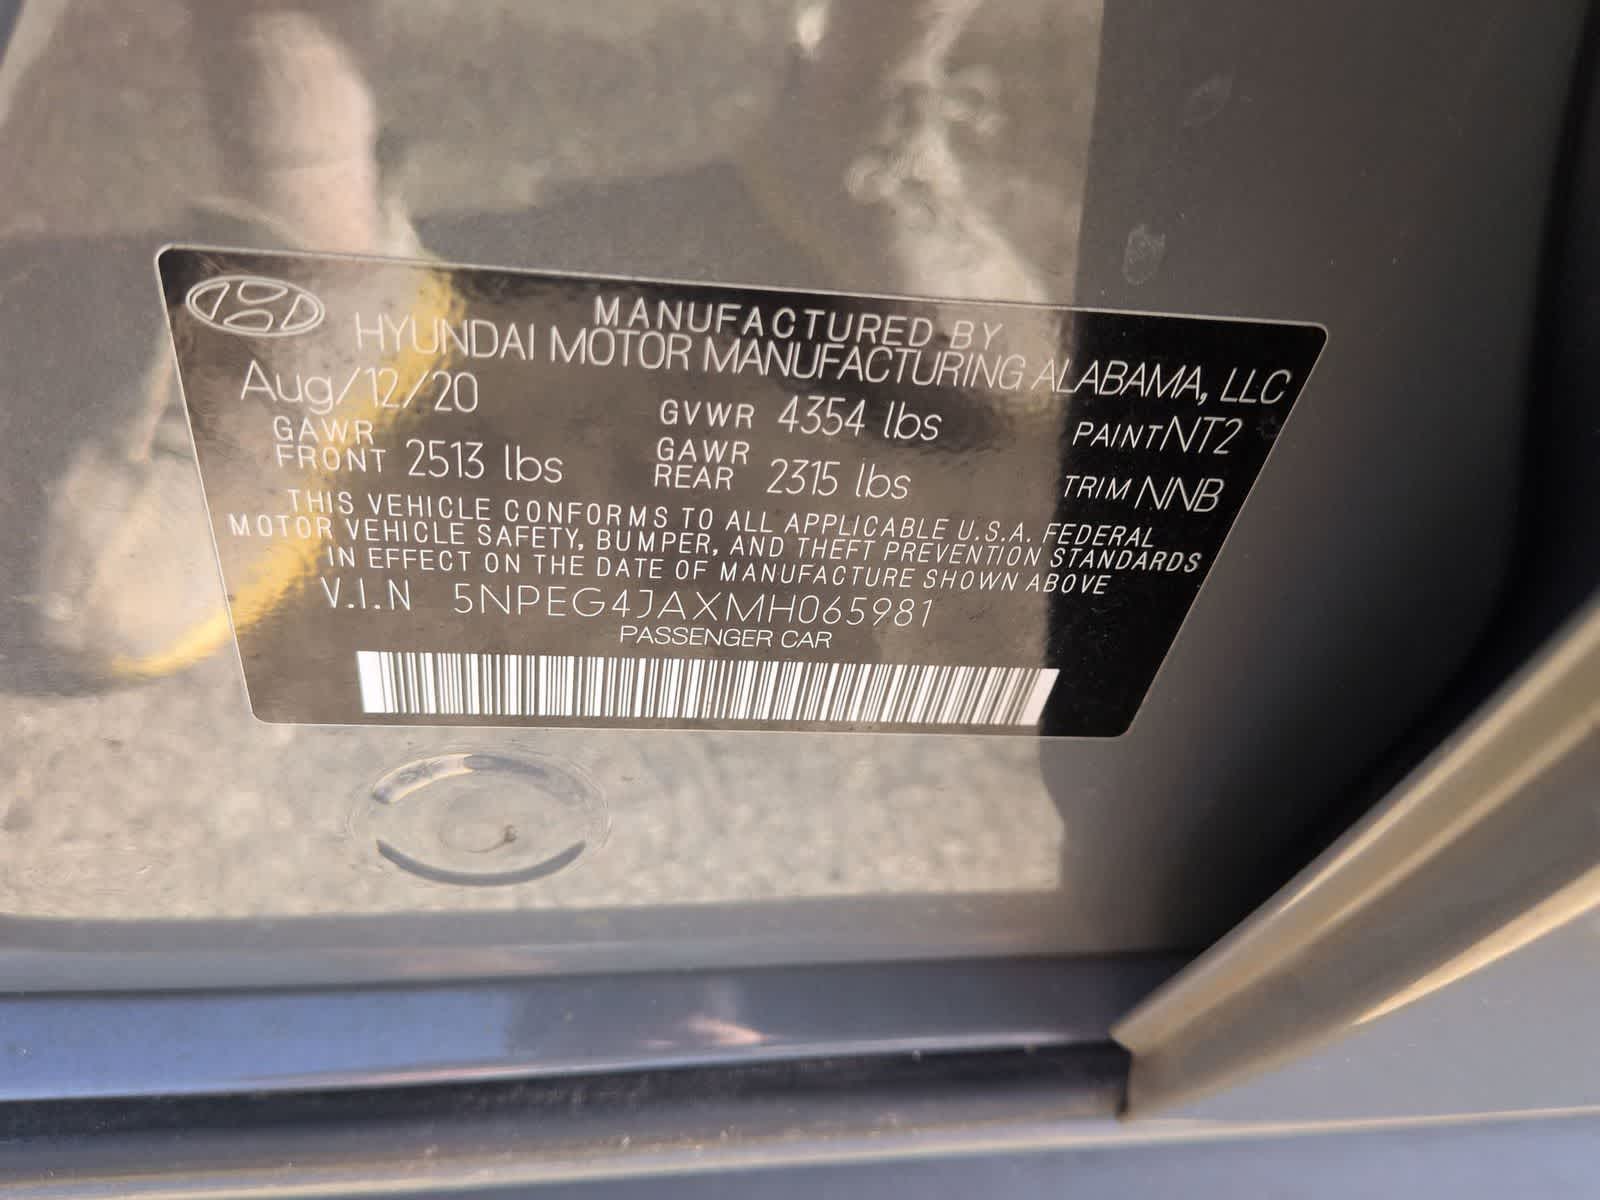 MANUFACTURED BY
HYUNDAI MOTOR MANUFACTURING ALABAMA, LLC
Aug/12/20 GVWR 4354 lbs PAINT NT2
GAWR FRONT 2513 lbs GAWR REAR 2315 lbs TRIM NNB
THIS VEHICLE CONFORMS TO ALL APPLICABLE U.S.A. FEDERAL
MOTOR VEHICLE SAFETY, BUMPER, AND THEFT PREVENTION STANDARDS
IN EFFECT ON THE DATE OF MANUFACTURE SHOWN ABOVE
V.I.N 5NPEG4JAXMH065981
PASSENGER CAR